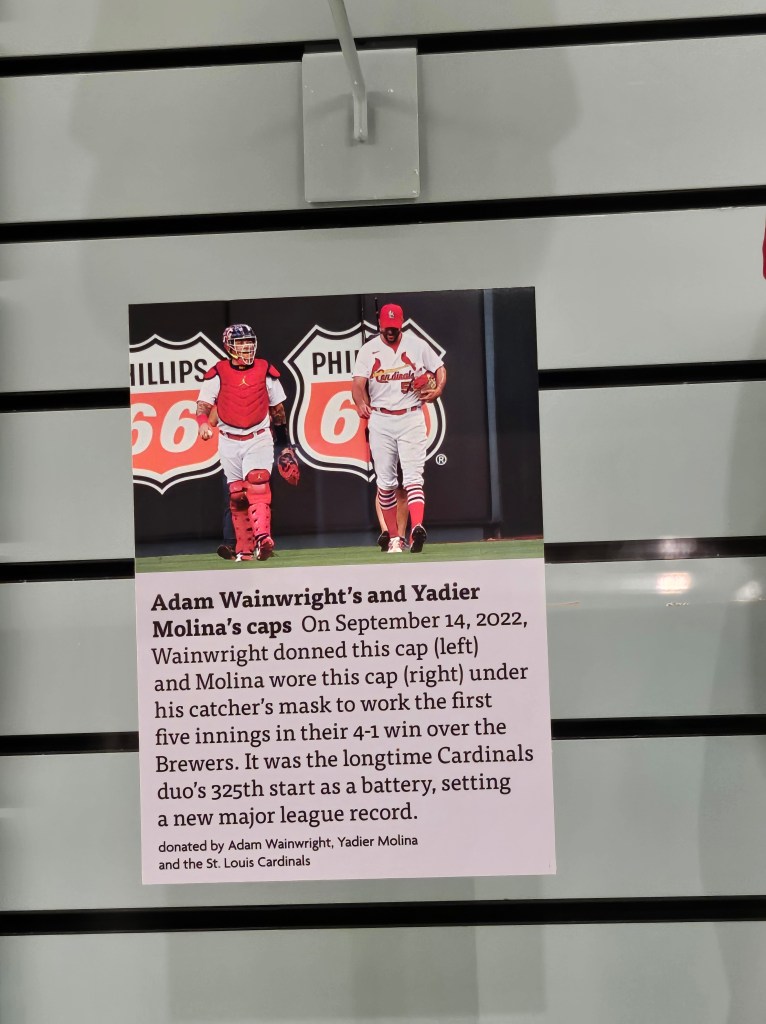 HILLIPS
66
PHI
6
®
Cardinals
5
Adam Wainwright's and Yadier
Molina's caps On September 14, 2022,
Wainwright donned this cap (left)
and Molina wore this cap (right) under
his catcher's mask to work the first
five innings in their 4-1 win over the
Brewers. It was the longtime Cardinals
duo's 325th start as a battery, setting
a new major league record.
donated by Adam Wainwright, Yadier Molina
and the St. Louis Cardinals